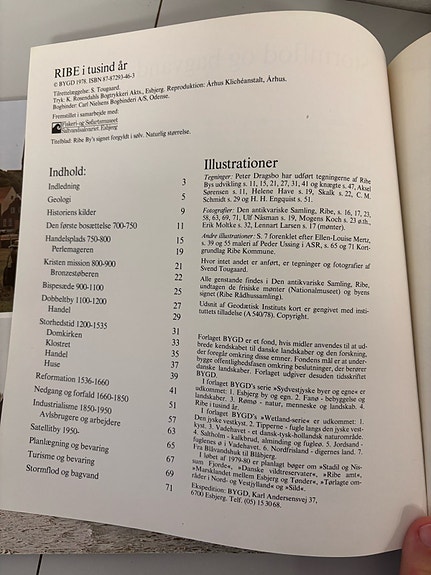 RIBE i tusind år
© BYGD 1978. ISBN 87-87293-46-3
Tilrettelæggelse: S. Tougaard.
Tryk: K. Rosendahls Bogtrykkeri Akts., Esbjerg. Reproduktion: Århus Klichéanstalt, Århus.
Bogbinder: Carl Nielsens Bogbinderi A/S, Odense.
Fremstillet i samarbejde med
Fiskeri-og Søfartsmuseet
Saltvandsakvariet. Esbjerg
Titelblad: Ribe By's signet forgyldt i sølv. Naturlig størrelse.
Indhold:
Indledning 3
Geologi 5
Historiens kilder 9
Den første bosættelse 700-750 11
Handelsplads 750-800 15
Perlemageren 19
Kristen mission 800-900 21
Bronzestøberen 22
Bispesæde 900-1100 25
Dobbeltby 1100-1200 27
Handel 29
Storhedstid 1200-1535 31
Domkirken 33
Klostret 33
Handel 35
Huse 37
Reformation 1536-1660 39
Nedgang og forfald 1660-1850 41
Industrialisme 1850-1950 51
Avlsbrugere og arbejdere 57
Satellitby 1950- 63
Planlægning og bevaring 65
Turisme og bevaring 67
Stormflod og bagvand 69
71
Illustrationer
Tegninger: Peter Dragsbo har udført tegningerne af Ribe
Bys udvikling s. 11, 15, 21, 27, 31, 41 og knægte s. 47, Aksel
Sørensen s. 11, Helene Have s. 19, Skalk s. 22, C. M.
Schmidt s. 29 og H. H. Engquist s. 51.
Fotografier: Den antikvariske Samling, Ribe, s. 16, 17, 23,
58, 63, 69, 71, Ulf Näsman s. 19, Mogens Koch s. 23 ø.th.,
Erik Moltke s. 32, Lennart Larsen s. 17 (mønter).
Andre illustrationer: S. 7 forenklet efter Ellen-Louise Mertz,
s. 39 og 55 maleri af Peder Ussing i ASR, s. 65 og 71 Kort-
grundlag Ribe Kommune.
Hvor intet andet er anført, er tegninger og fotografier af
Svend Tougaard.
Alle genstande findes i Den antikvariske Samling, Ribe,
undtagen de frisiske mønter (Nationalmuseet) og byens
signet (Ribe Rådhussamling).
Udsnit af Geodætisk Instituts kort er gengivet med insti-
tuttets tilladelse (A 540/78). Copyright.
Forlaget BYGD er et fond, hvis midler anvendes til at ud-
brede kendskabet til danske landskaber og den forskning,
der foregår omkring disse emner. Fondens mål er at under-
bygge offentlighedsansen omkring beslutninger, der berører
danske landskaber. Forlaget udgiver desuden tidsskriftet
BYGD.
I forlaget BYGD's serie »Sydvestjyske byer og egne« er
udkommet: 1. Esbjerg by og egn. 2. Fanø - bebyggelse og
landskaber. 3. Rømø - natur, menneske og landskab. 4.
Ribe i tusind år.
I forlaget BYGD's »Wetland-serie« er udkommet: 1.
Den jyske vestkyst. 2. Tipperne - fugle langs den jyske vest-
kyst. 3. Vadehavet - et dansk-tysk-hollandsk naturområde.
4. Saltholm - kalkbrud, almindning og fugleø. 5. Jordsand -
fuglenes ø i Vadehavet. 6. Nordfrisland - digernes land. 7.
Fra Blåvandshuk til Blåbjerg.
I løbet af 1979-80 er planlagt bøger om »Stadil og Nis-
sum Fjorde«, »Danske vildtreservater«, »Ribe amt«,
»Marsklandet mellem Esbjerg og Tønder«, »Tørlagte om-
råder i Nord- og Vestjylland« og »Sild«.
Ekspedition: BYGD, Karl Andersensvej 37,
6700 Esbjerg. Telf. (05) 15 30 68.